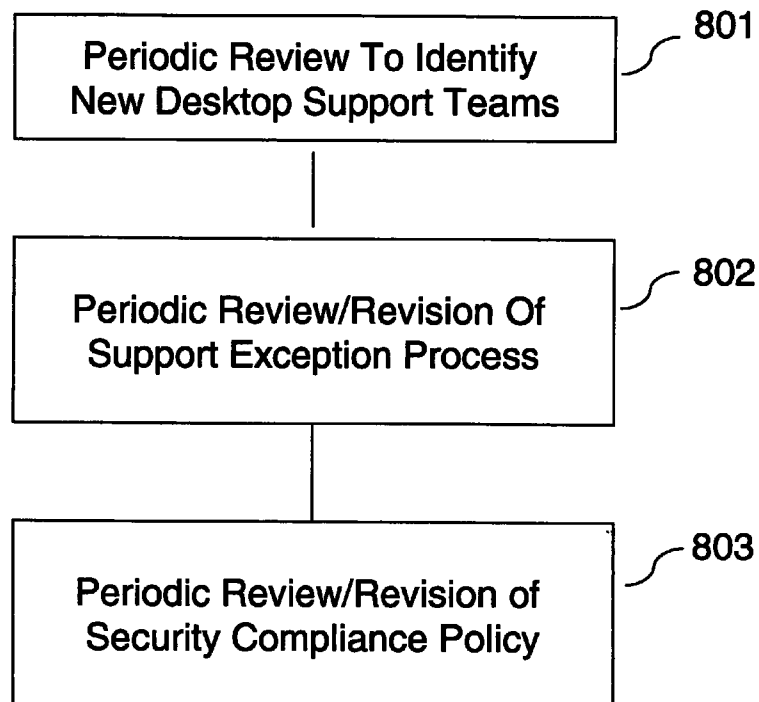 801
Periodic Review To Identify
New Desktop Support Teams
802
Periodic Review/Revision Of
Support Exception Process
803
Periodic Review/Revision of
Security Compliance Policy